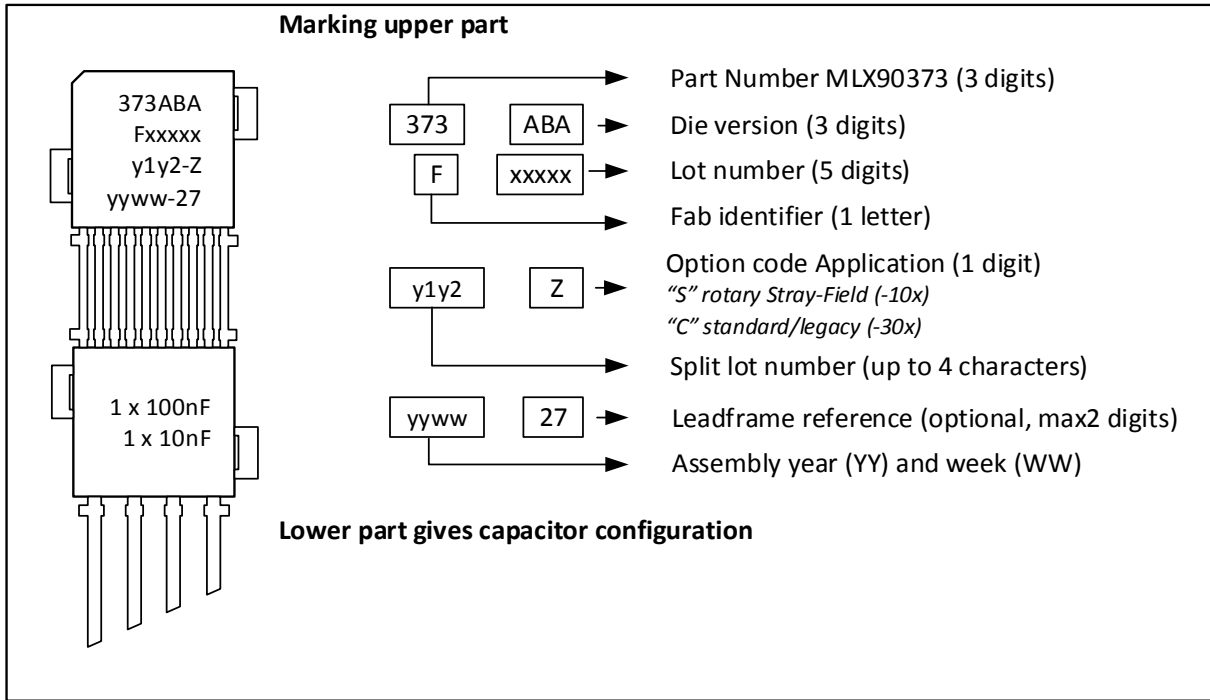 Marking upper part
373ABA
Fxxxxx
y1y2-Z
yyww-27
1 x 100nF
1 x 10nF
Part Number MLX90373 (3 digits)
373 ABA Die version (3 digits)
F xxxxx Lot number (5 digits)
Fab identifier (1 letter)
Option code Application (1 digit)
y1y2 Z “S” rotary Stray-Field (-10x)
“C” standard/legacy (-30x)
Split lot number (up to 4 characters)
yyww 27 Leadframe reference (optional, max2 digits)
Assembly year (YY) and week (WW)
Lower part gives capacitor configuration